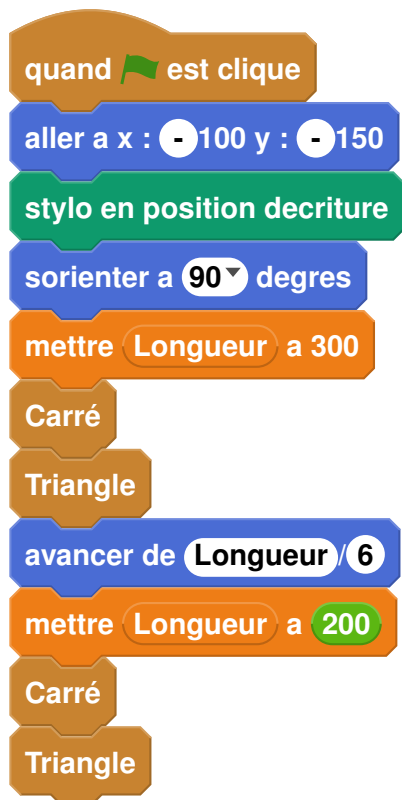 quand est clique
aller a x : -100 y : -150
stylo en position decriture
sorienter a 90 degres
mettre Longueur a 300
Carré
Triangle
avancer de Longueur/6
mettre Longueur a 200
Carré
Triangle